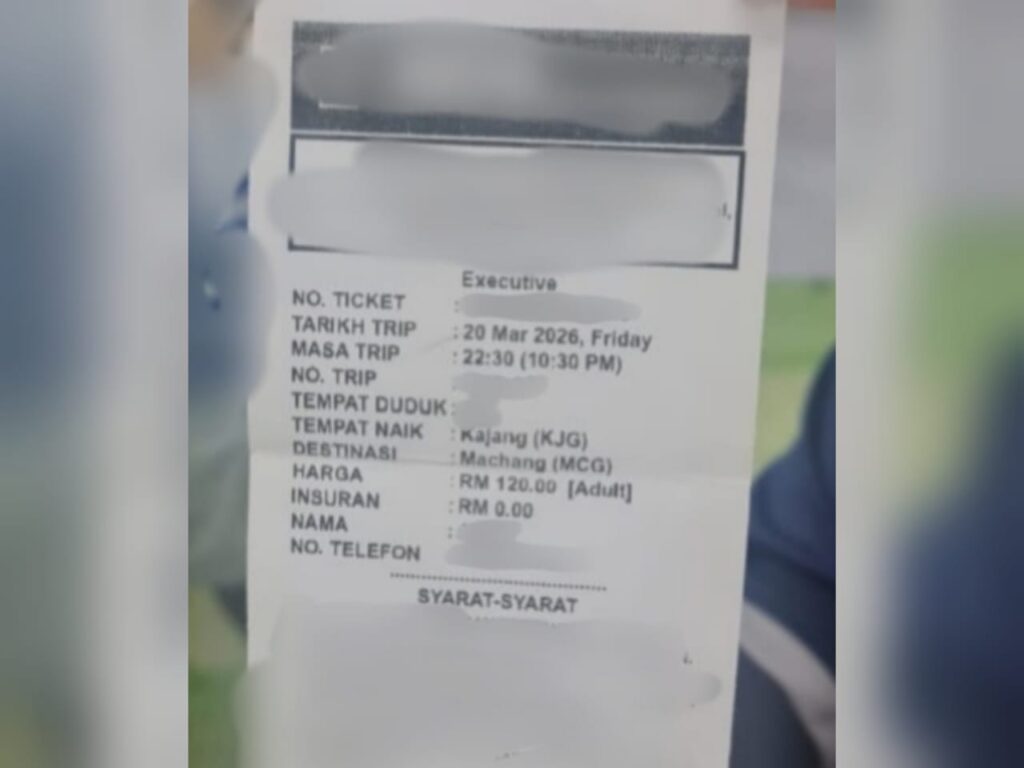 Executive
NO. TICKET :
TARIKH TRIP : 20 Mar 2026, Friday
MASA TRIP : 22:30 (10:30 PM)
NO. TRIP
TEMPAT DUDUK :
TEMPAT NAIK : Kajang (KJG)
DESTINASI : Machang (MCG)
HARGA : RM 120.00 [Adult]
INSURAN : RM 0.00
NAMA :
NO. TELEFON
SYARAT-SYARAT